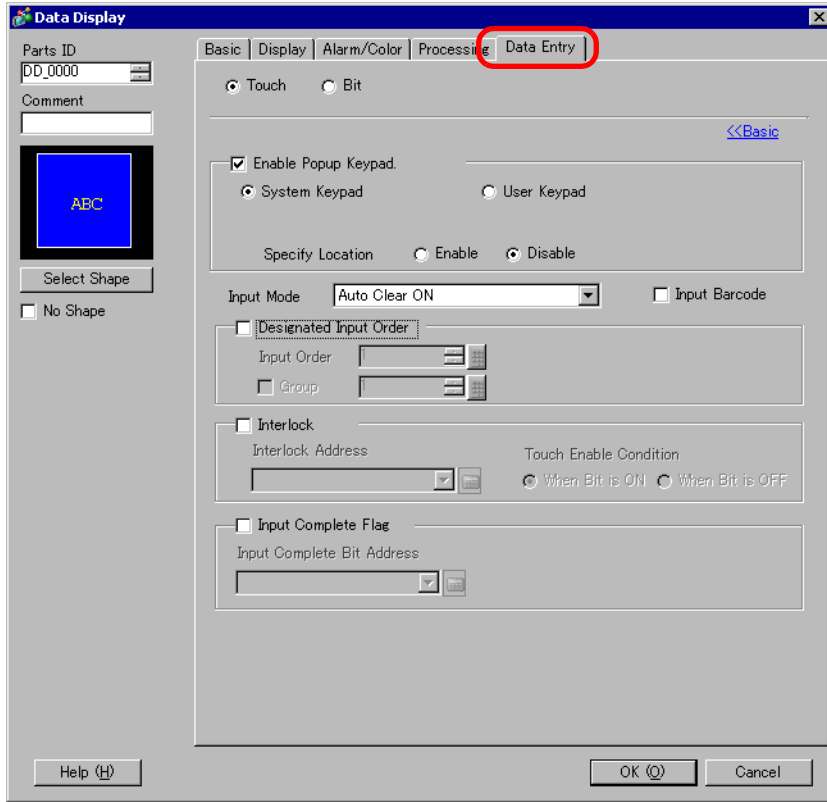 Data Display
Parts ID
DD_0000
Comment
ABC
Select Shape
No Shape
Basic Display Alarm/Color Processing Data Entry
Touch Bit
<<Basic
Enable Popup Keypad.
System Keypad User Keypad
Specify Location Enable Disable
Input Mode Auto Clear ON Input Barcode
Designated Input Order
Input Order 1
Group 1
Interlock
Interlock Address Touch Enable Condition
When Bit is ON When Bit is OFF
Input Complete Flag
Input Complete Bit Address
Help (H) OK (O) Cancel